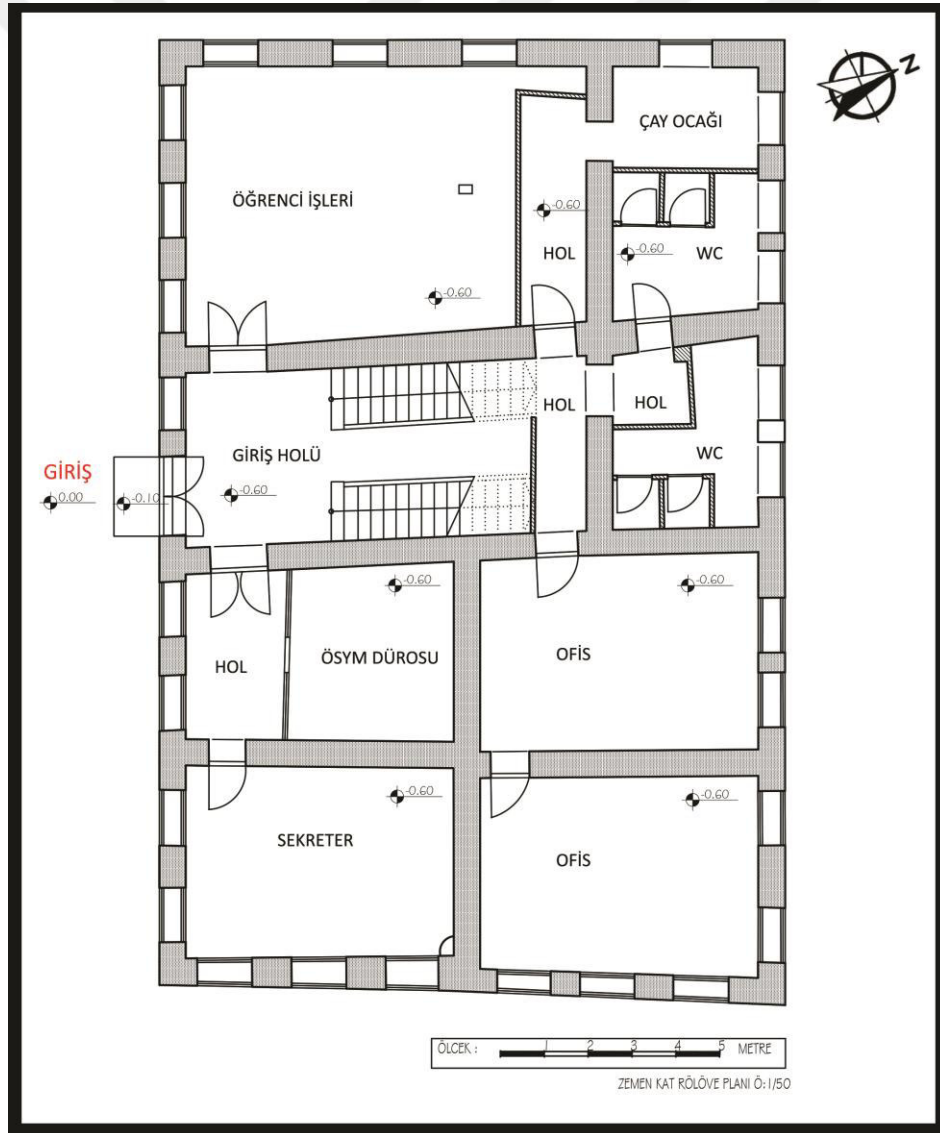 N
ÇAY OCAĞI
ÖĞRENCİ İŞLERİ
-0.60
HOL
-0.60
WC
-0.60
HOL
HOL
GİRİŞ HOLÜ
WC
GİRİŞ
0.00
-0.10
-0.60
-0.60
-0.60
HOL
ÖSYM DÜROSU
OFİS
-0.60
-0.60
SEKRETER
OFİS
ÖLCEK : 1 2 3 4 5 METRE
ZEMEN KAT RÖLÖVE PLANI Ö:1/50